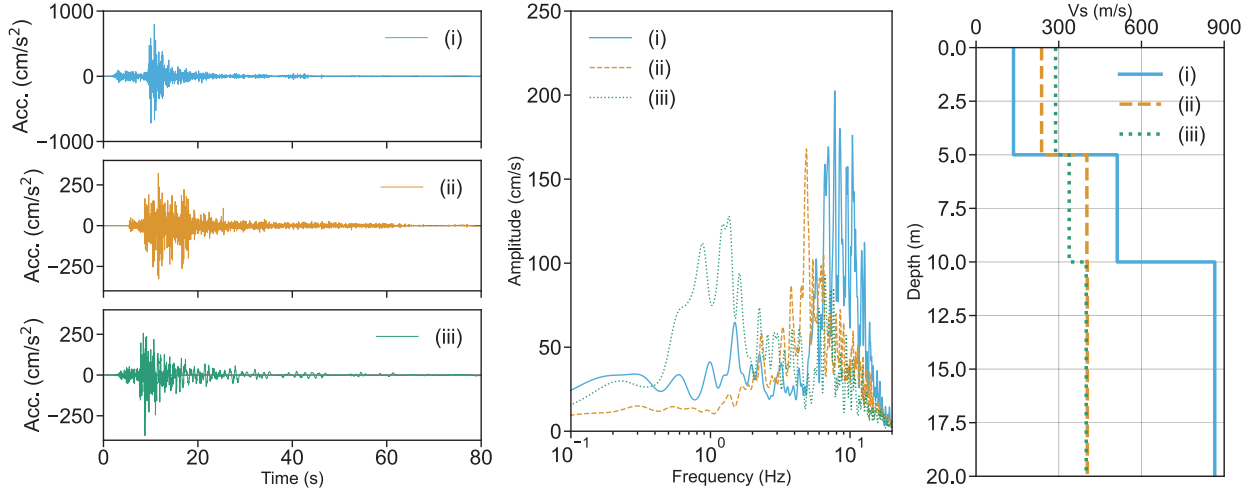 Acc. (cm/s²)
1000
0
−1000
(i)
Acc. (cm/s²)
250
0
−250
(ii)
Acc. (cm/s²)
250
0
−250
(iii)
0 20 40 60 80
Time (s)
Amplitude (cm/s)
250
200
150
100
50
0
(i)
(ii)
(iii)
10⁻¹ 10⁰ 10¹
Frequency (Hz)
Vs (m/s)
0 300 600 900
Depth (m)
0.0
2.5
5.0
7.5
10.0
12.5
15.0
17.5
20.0
(i)
(ii)
(iii)